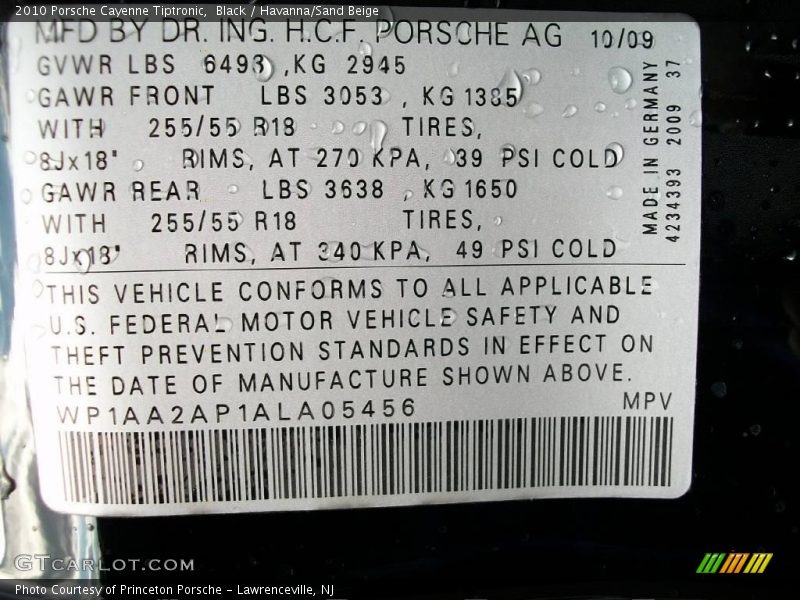 2010 Porsche Cayenne Tiptronic, Black / Havanna/Sand Beige
MFD BY DR. ING. H.C.F. PORSCHE AG 10/09
GVWR LBS 6493 ,KG 2945
GAWR FRONT LBS 3053 , KG 1385
WITH 255/55 R18 TIRES,
8Jx18" RIMS, AT 270 KPA, 39 PSI COLD
GAWR REAR LBS 3638 , KG 1650
WITH 255/55 R18 TIRES,
8Jx18" RIMS, AT 340 KPA, 49 PSI COLD
MADE IN GERMANY
4234393 2009 37
THIS VEHICLE CONFORMS TO ALL APPLICABLE
U.S. FEDERAL MOTOR VEHICLE SAFETY AND
THEFT PREVENTION STANDARDS IN EFFECT ON
THE DATE OF MANUFACTURE SHOWN ABOVE.
WP1AA2AP1ALA05456 MPV
GTCARLOT.COM
Photo Courtesy of Princeton Porsche - Lawrenceville, NJ